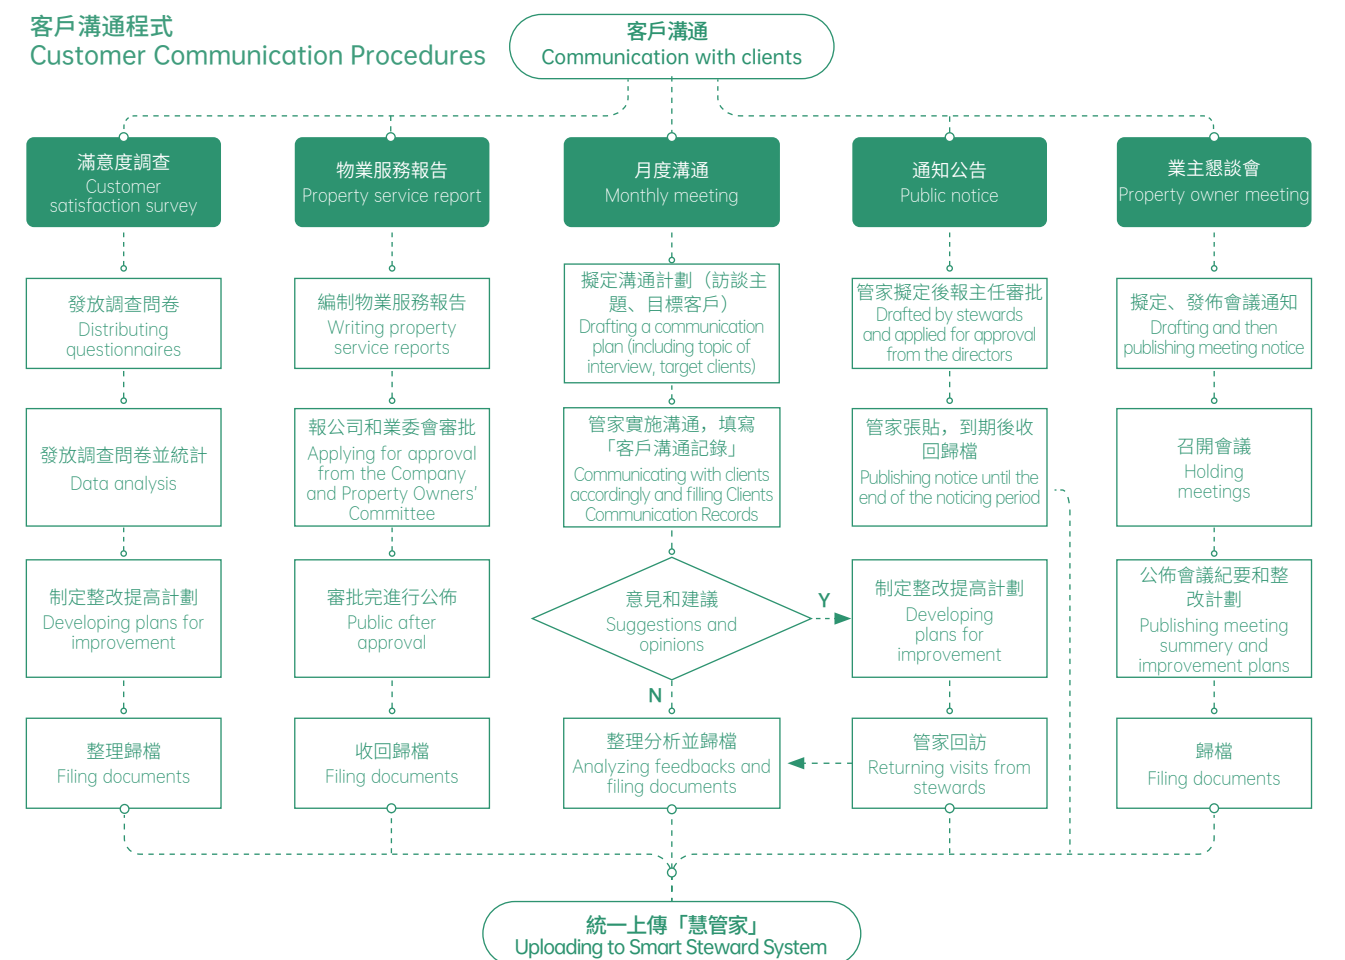 客戶溝通程式
Customer Communication Procedures
客戶溝通
Communication with clients
滿意度調查
Customer
satisfaction survey
物業服務報告
Property service report
月度溝通
Monthly meeting
通知公告
Public notice
業主懇談會
Property owner meeting
發放調查問卷
Distributing
questionnaires
編制物業服務報告
Writing property
service reports
擬定溝通計劃（訪談主
題、目標客戶）
Drafting a communication
plan (including topic of
interview, target clients)
管家擬定後報主任審批
Drafted by stewards
and applied for approval
from the directors
擬定、發佈會議通知
Drafting and then
publishing meeting notice
發放調查問卷並統計
Data analysis
報公司和業委會審批
Applying for approval
from the Company
and Property Owners'
Committee
管家實施溝通，填寫
「客戶溝通記錄」
Communicating with clients
accordingly and filling Clients
Communication Records
管家張貼，到期後收
回歸檔
Publishing notice until the
end of the noticing period
召開會議
Holding
meetings
制定整改提高計劃
Developing plans for
improvement
審批完進行公佈
Public after
approval
意見和建議
Suggestions and
opinions
Y
N
制定整改提高計劃
Developing
plans for
improvement
公佈會議紀要和整
改計劃
Publishing meeting
summery and
improvement plans
整理歸檔
Filing documents
收回歸檔
Filing documents
整理分析並歸檔
Analyzing feedbacks and
filing documents
管家回訪
Returning visits from
stewards
歸檔
Filing documents
統一上傳「慧管家」
Uploading to Smart Steward System